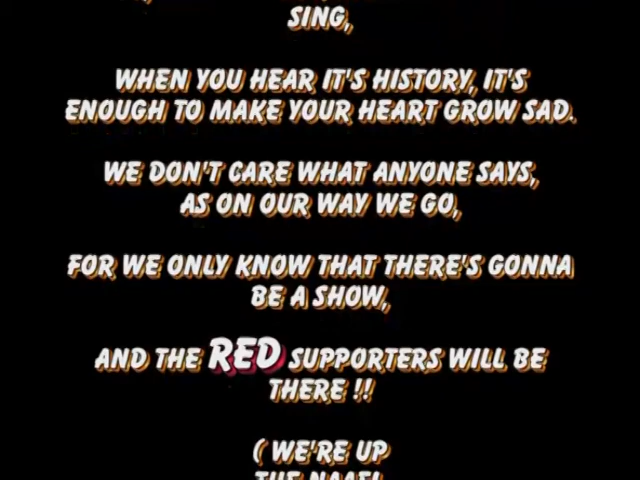 SING,
WHEN YOU HEAR IT'S HISTORY, IT'S
ENOUGH TO MAKE YOUR HEART GROW SAD.
WE DON'T CARE WHAT ANYONE SAYS,
AS ON OUR WAY WE GO,
FOR WE ONLY KNOW THAT THERE'S GONNA
BE A SHOW,
AND THE RED SUPPORTERS WILL BE
THERE !!
( WE'RE UP
THE